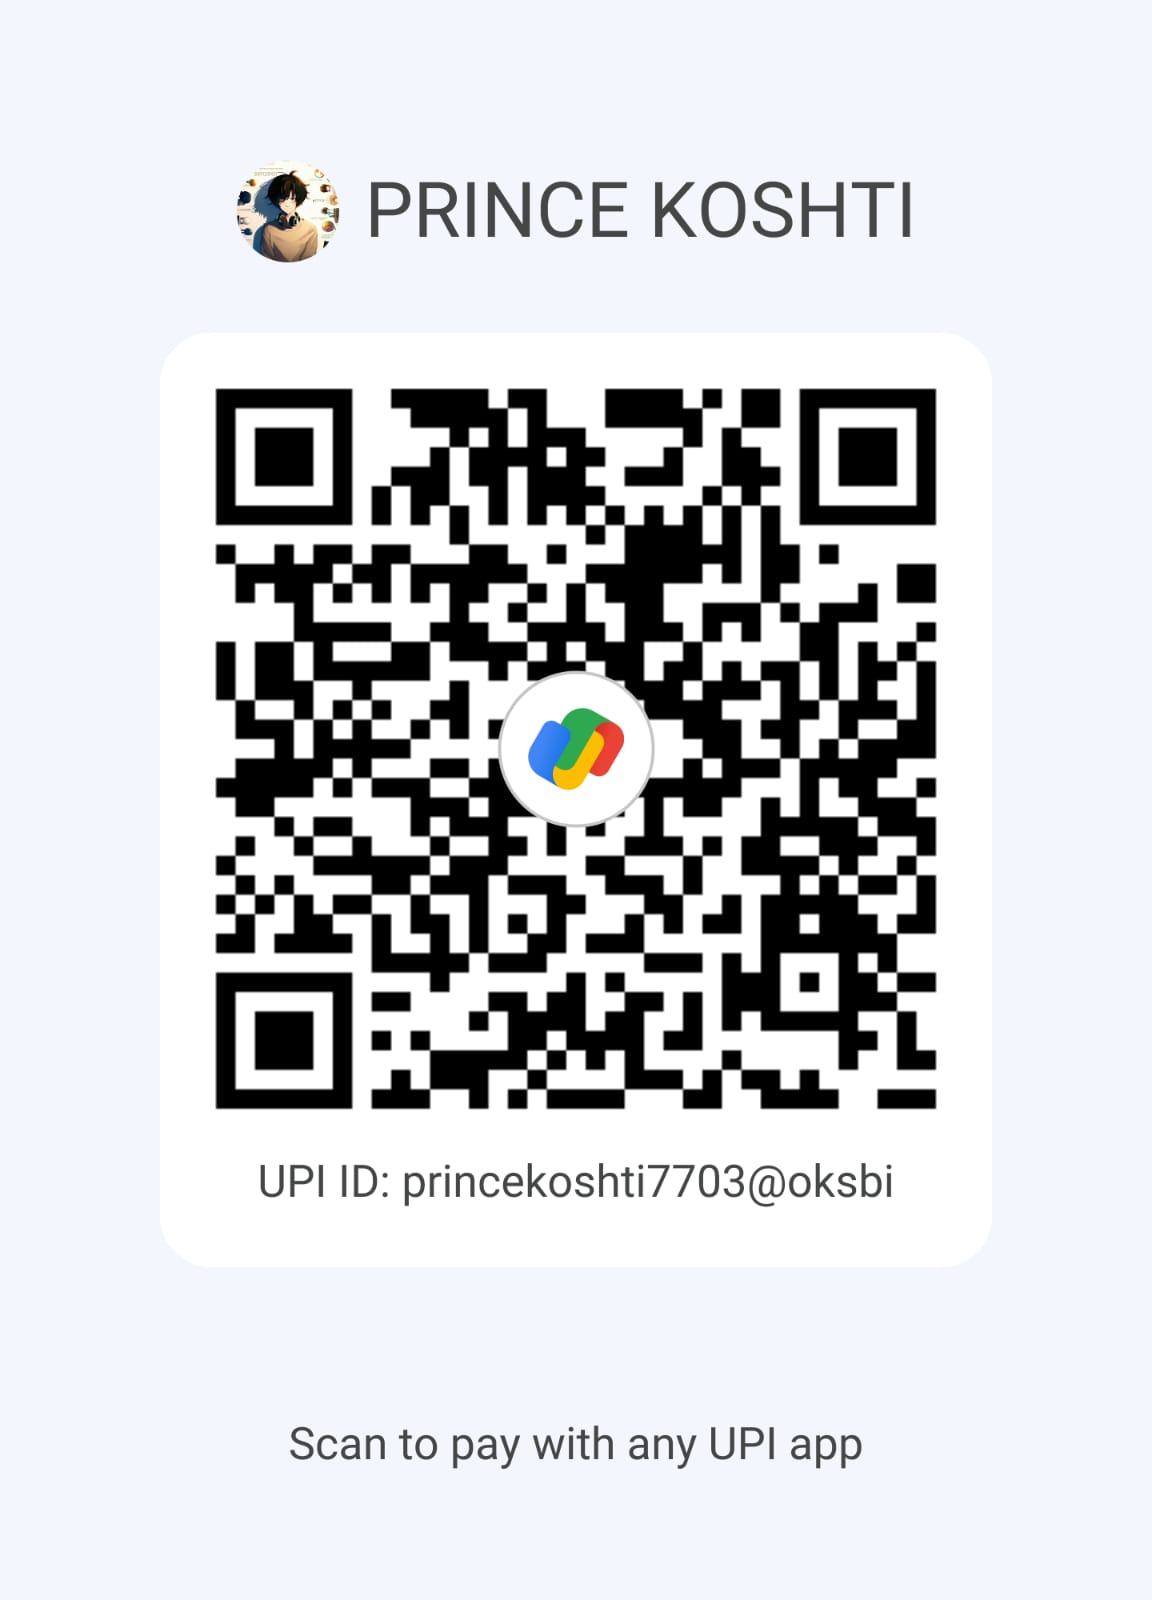 PRINCE KOSHTI
UPI ID: princekoshti7703@oksbi
Scan to pay with any UPI app